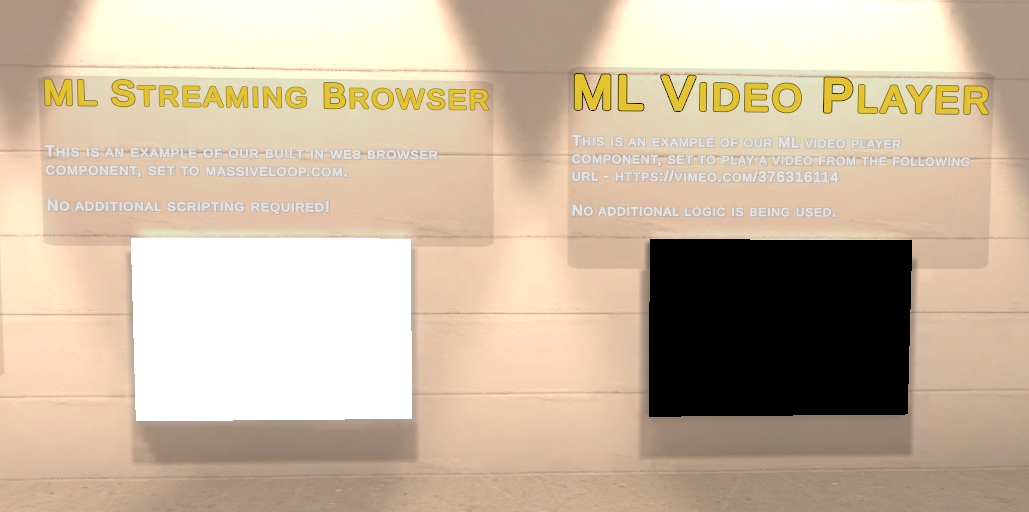 ML Streaming Browser
This is an example of our built in web browser
component, set to massiveloop.com.
No additional scripting required!
ML Video Player
This is an example of our ML video player
component, set to play a video from the following
url - https://vimeo.com/376316114
No additional logic is being used.